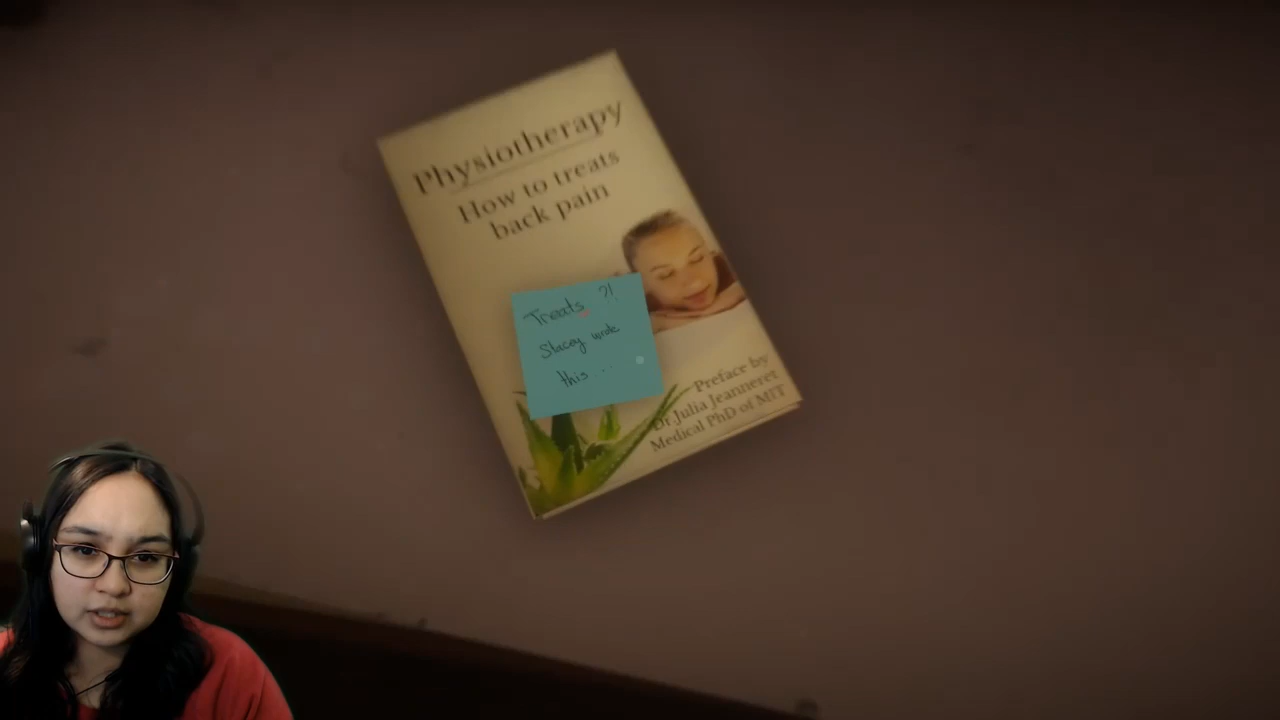 Physiotherapy
How to treats
back pain
Treats ?!
Stacey wrote
this...
Preface by
Dr Julia Jeanneret
Medical PhD of MIT